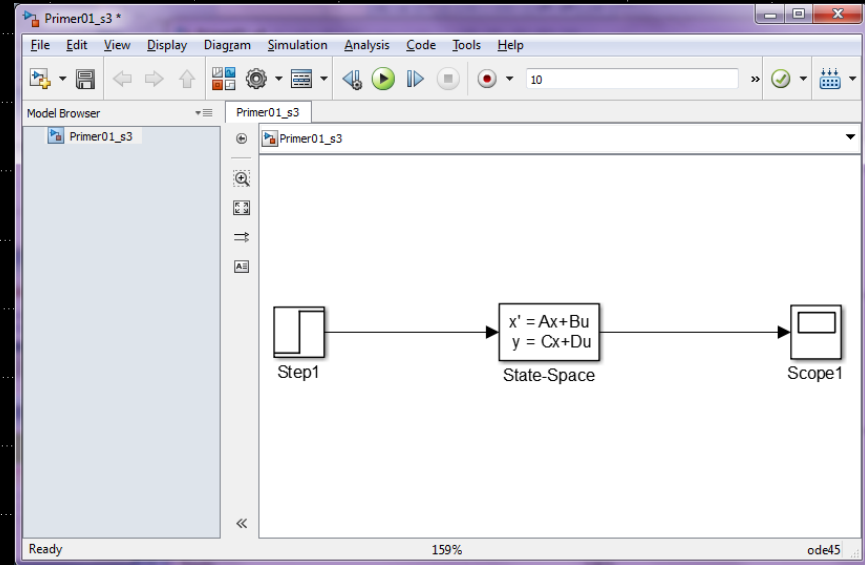 Primer01_s3 *
File Edit View Display Diagram Simulation Analysis Code Tools Help
10 »
Model Browser
Primer01_s3
Primer01_s3
Primer01_s3
x' = Ax+Bu
y = Cx+Du
Step1
State-Space
Scope1
Ready 159% ode45